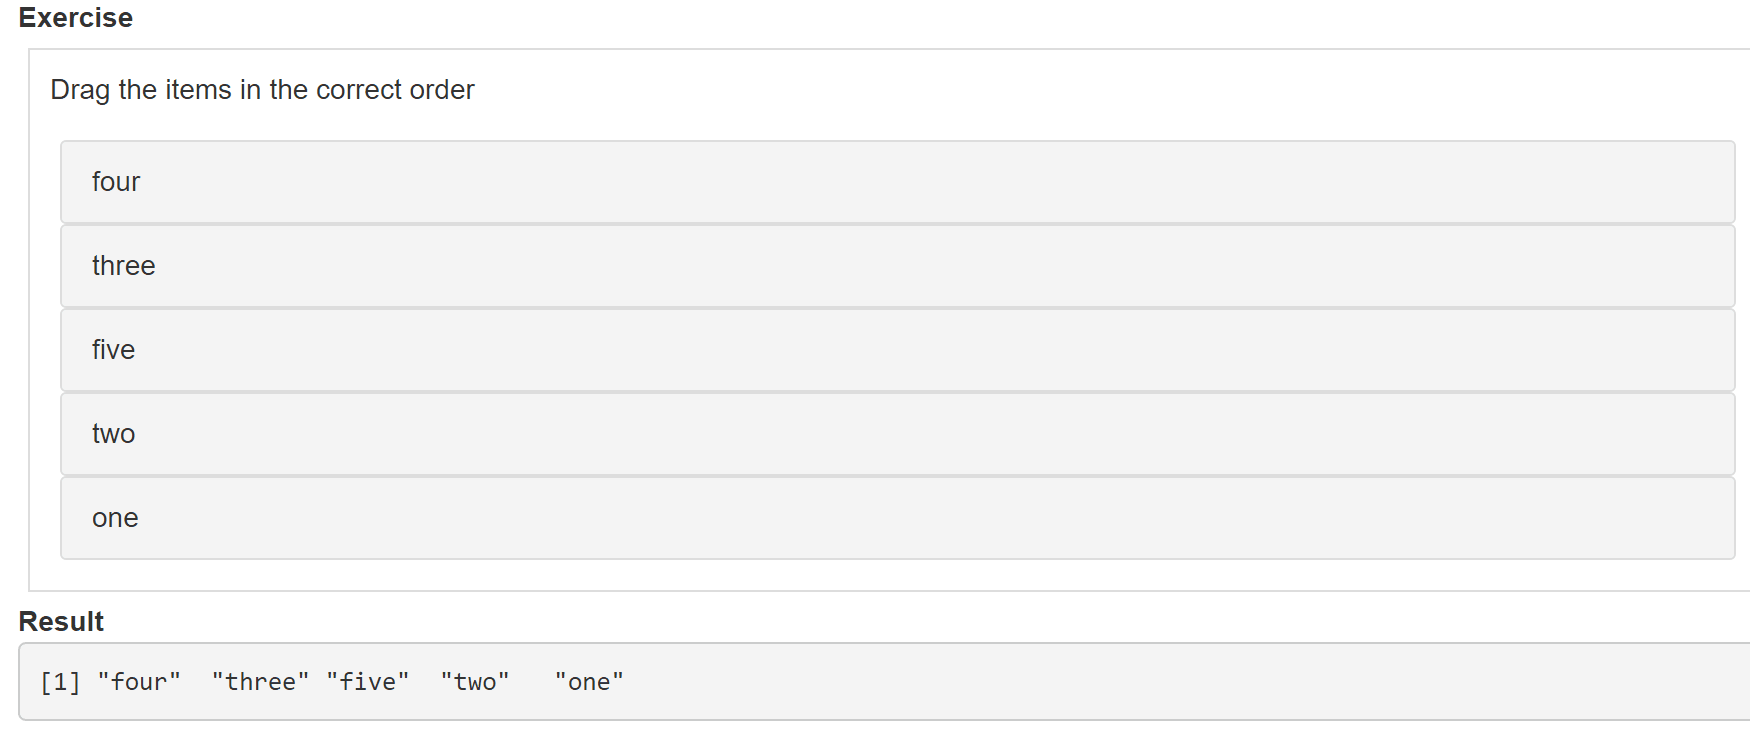 Exercise
Drag the items in the correct order
four
three
five
two
one
Result
[1] "four"  "three" "five"  "two"   "one"